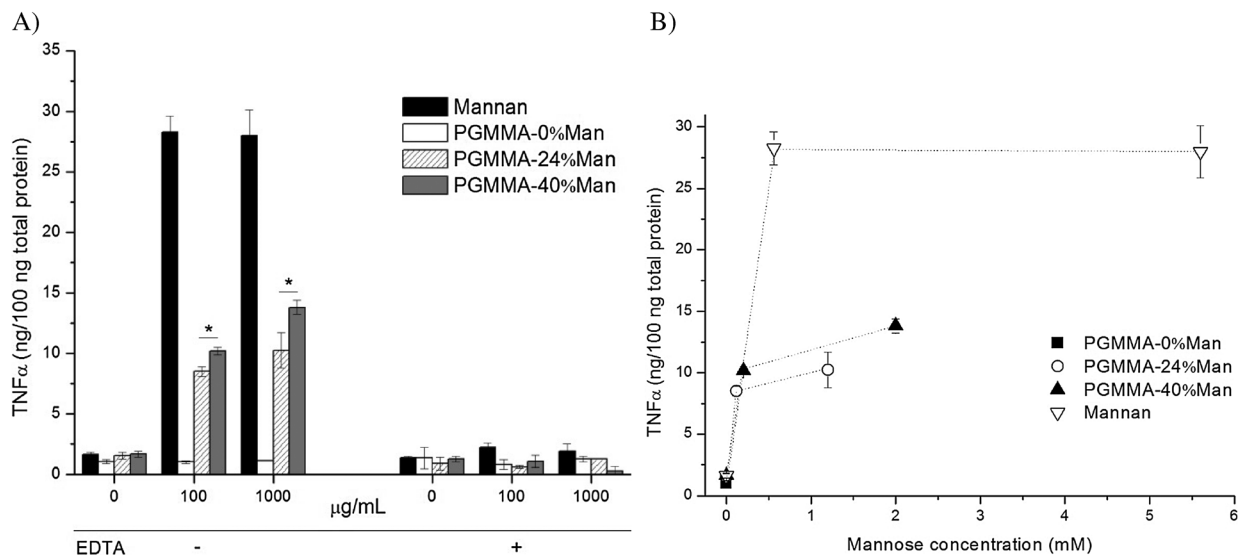 A)
TNFα (ng/100 ng total protein)
35
30
25
20
15
10
5
0
Mannan
PGMMA-0%Man
PGMMA-24%Man
PGMMA-40%Man
*
*
0 100 1000 0 100 1000
μg/mL
EDTA - +
B)
TNFα (ng/100 ng total protein)
30
25
20
15
10
5
0
PGMMA-0%Man
PGMMA-24%Man
PGMMA-40%Man
Mannan
0 1 2 3 4 5 6
Mannose concentration (mM)